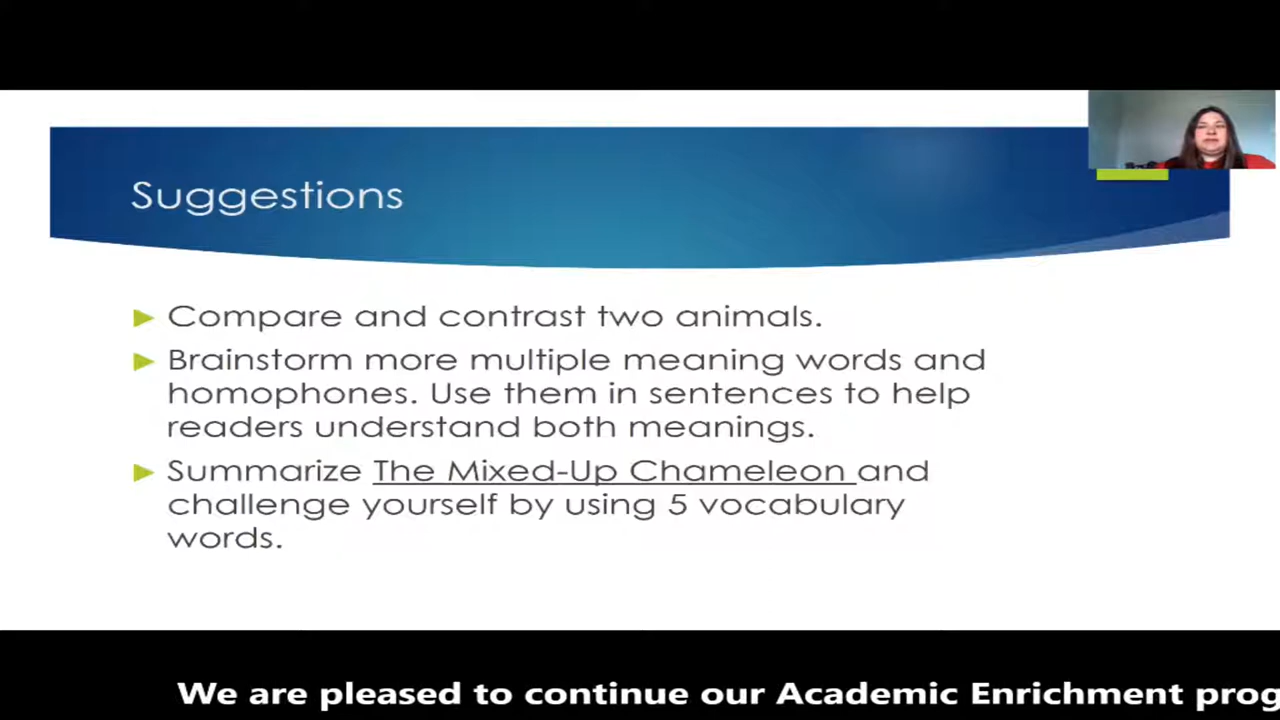 Suggestions
Compare and contrast two animals.
Brainstorm more multiple meaning words and
homophones. Use them in sentences to help
readers understand both meanings.
Summarize The Mixed-Up Chameleon and
challenge yourself by using 5 vocabulary
words.
We are pleased to continue our Academic Enrichment